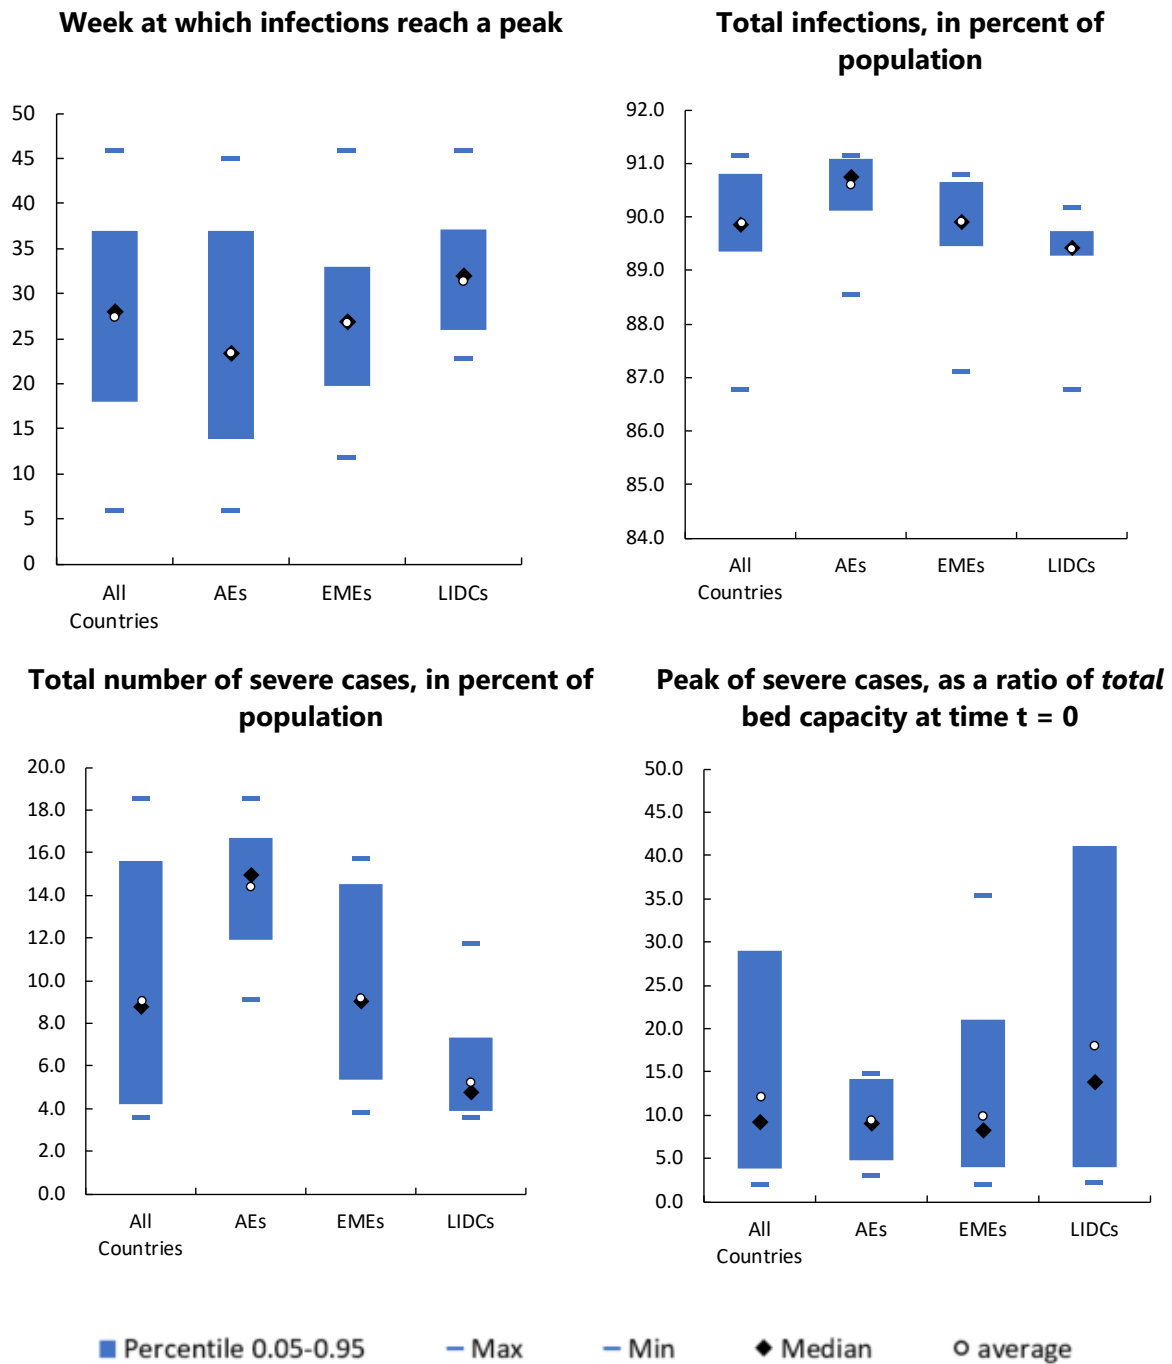 Week at which infections reach a peak
50
45
40
35
30
25
20
15
10
5
0
All
Countries
AEs
EMEs
LIDCs
Total infections, in percent of
population
92.0
91.0
90.0
89.0
88.0
87.0
86.0
85.0
84.0
All
Countries
AEs
EMEs
LIDCs
Total number of severe cases, in percent of
population
20.0
18.0
16.0
14.0
12.0
10.0
8.0
6.0
4.0
2.0
0.0
All
Countries
AEs
EMEs
LIDCs
Peak of severe cases, as a ratio of total
bed capacity at time t = 0
50.0
45.0
40.0
35.0
30.0
25.0
20.0
15.0
10.0
5.0
0.0
All
Countries
AEs
EMEs
LIDCs
Percentile 0.05-0.95
Max
Min
Median
average